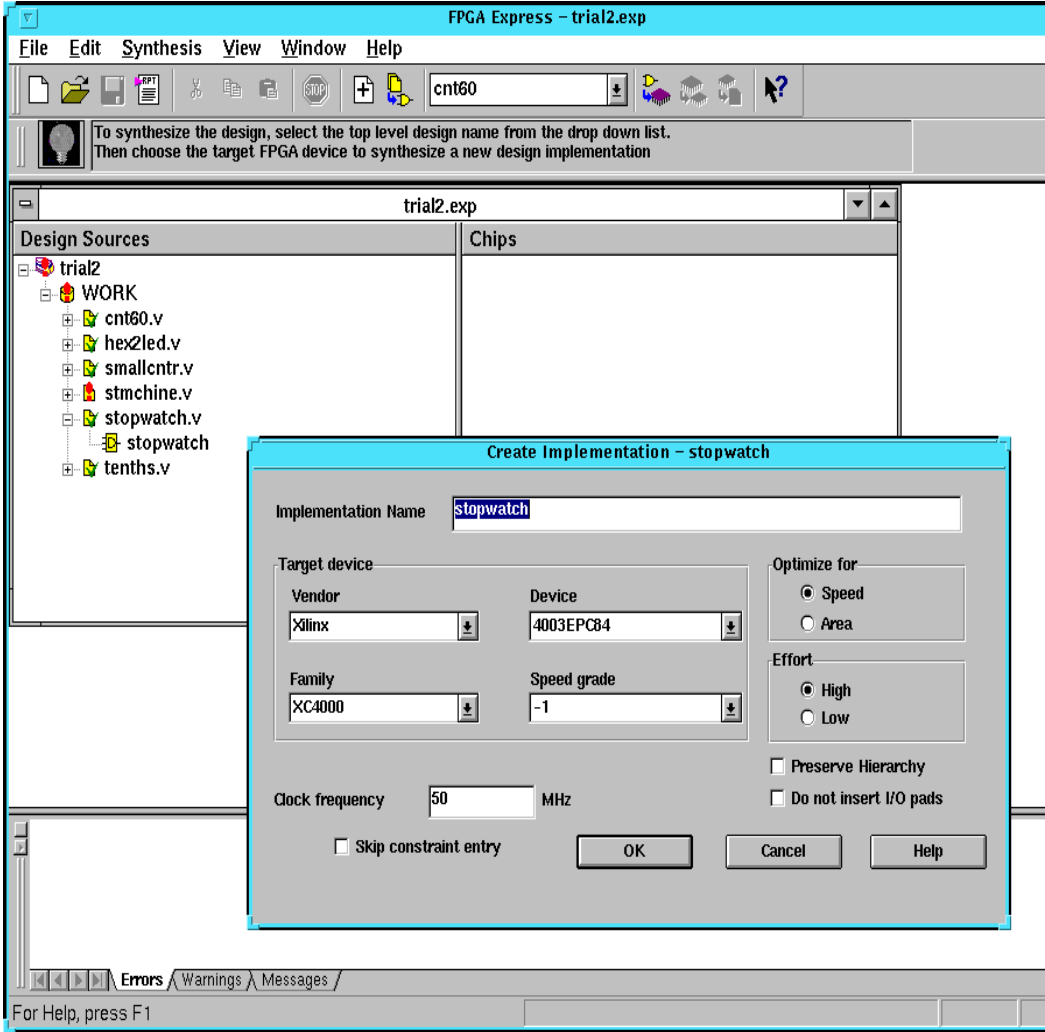 FPGA Express – trial2.exp
File Edit Synthesis View Window Help
RPT STOP cnt60 ?
To synthesize the design, select the top level design name from the drop down list.
Then choose the target FPGA device to synthesize a new design implementation
trial2.exp
Design Sources Chips
trial2
WORK
cnt60.v
hex2led.v
smallcntr.v
stmchine.v
stopwatch.v
stopwatch
tenths.v
Create Implementation – stopwatch
Implementation Name stopwatch
Target device
Vendor Device
Xilinx 4003EPC84
Family Speed grade
XC4000 -1
Optimize for
Speed
Area
Effort
High
Low
Preserve Hierarchy
Do not insert I/O pads
Clock frequency 50 MHz
Skip constraint entry
OK Cancel Help
Errors Warnings Messages
For Help, press F1